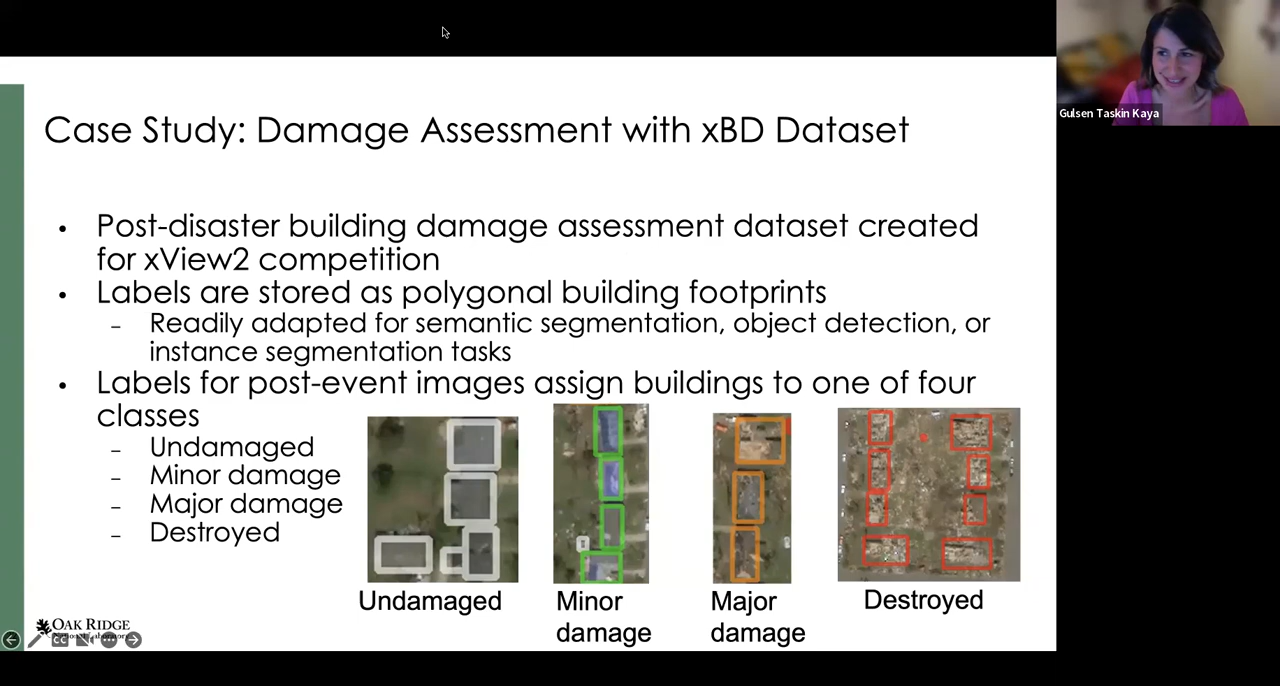 Case Study: Damage Assessment with xBD Dataset
• Post-disaster building damage assessment dataset created
for xView2 competition
• Labels are stored as polygonal building footprints
– Readily adapted for semantic segmentation, object detection, or
instance segmentation tasks
• Labels for post-event images assign buildings to one of four
classes
– Undamaged
– Minor damage
– Major damage
– Destroyed
Undamaged
Minor
damage
Major
damage
Destroyed
OAK RIDGE
CC
Gulsen Taskin Kaya